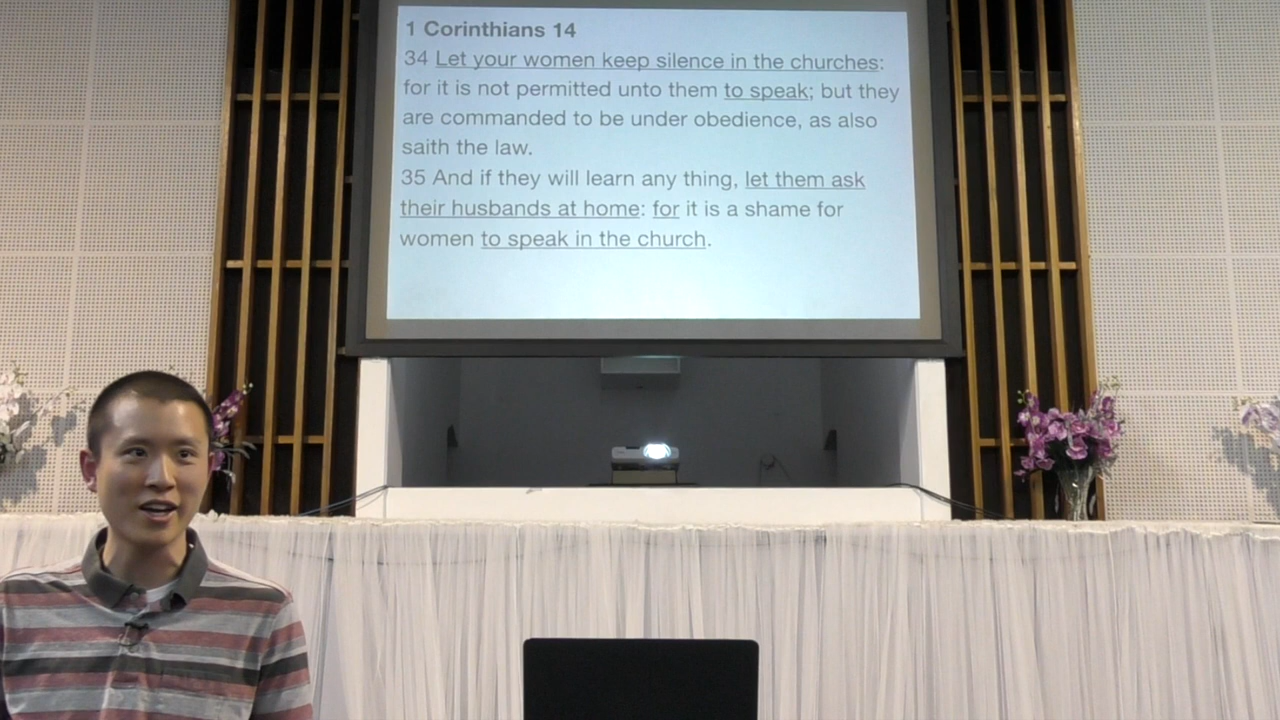 1 Corinthians 14
34 Let your women keep silence in the churches:
for it is not permitted unto them to speak; but they
are commanded to be under obedience, as also
saith the law.
35 And if they will learn any thing, let them ask
their husbands at home: for it is a shame for
women to speak in the church.